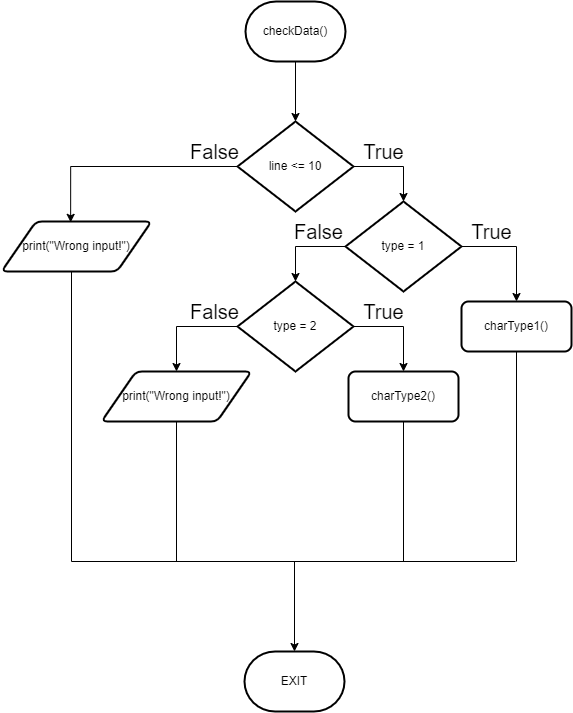 checkData()
False
line <= 10
True
print("Wrong input!")
False
type = 1
True
False
type = 2
True
charType1()
print("Wrong input!")
charType2()
EXIT